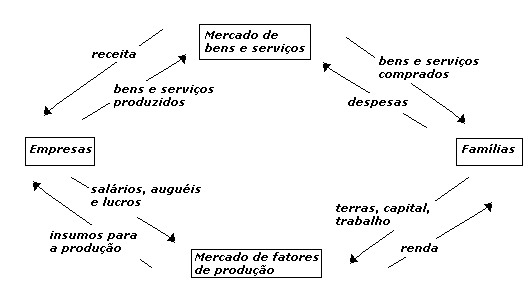 Mercado de
bens e serviços
receita
bens e serviços
comprados
bens e serviços
produzidos
despesas
Empresas
Famílias
salários, auguéis
e lucros
terras, capital,
trabalho
insumos para
a produção
renda
Mercado de fatores
de produção